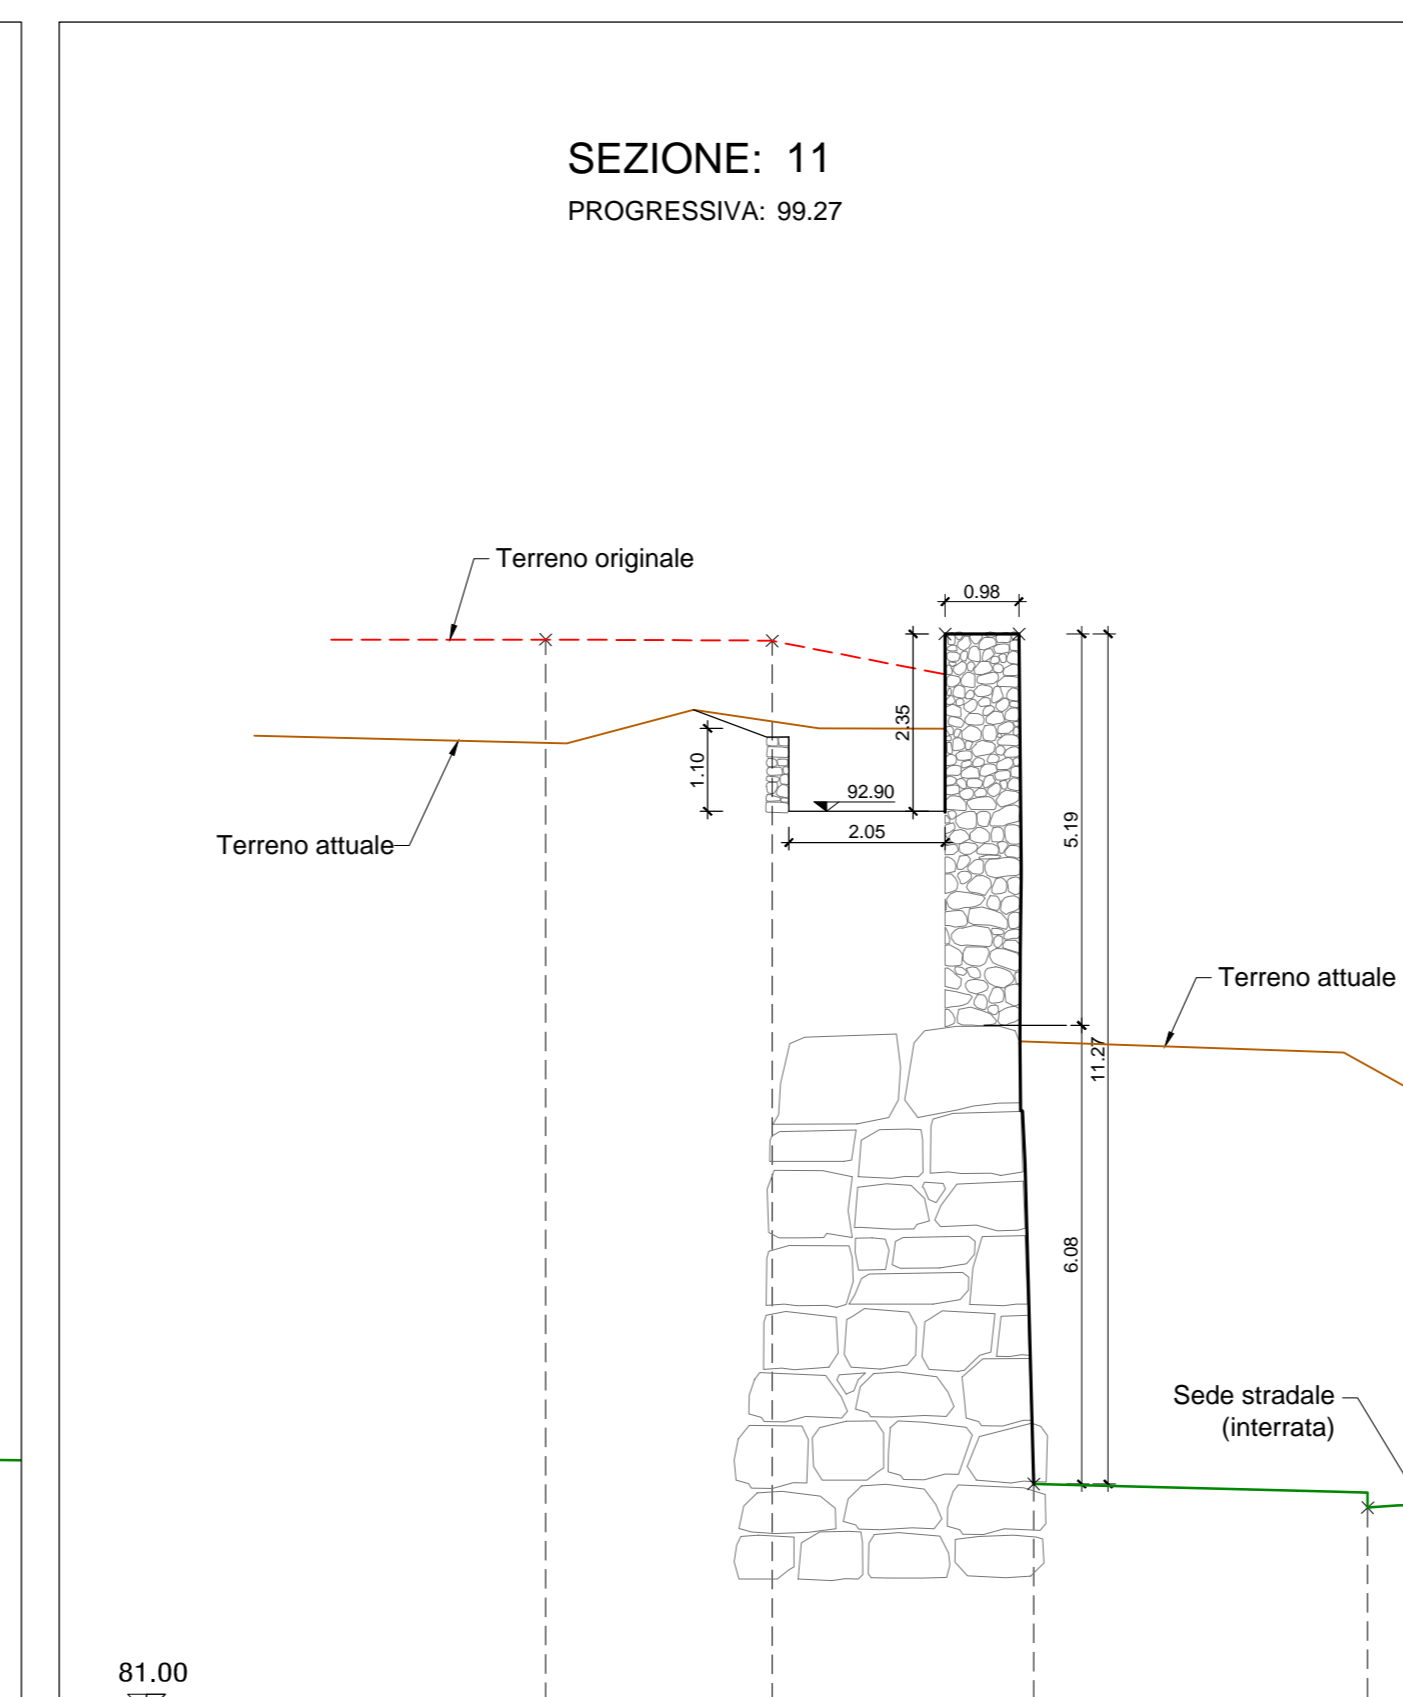 SEZIONE: 11
PROGRESSIVA: 99.27
Terreno originale
0.98
2.35
1.10
92.90
2.05
Terreno attuale
5.19
Terreno attuale
11.27
6.08
Sede stradale
(interrata)
81.00